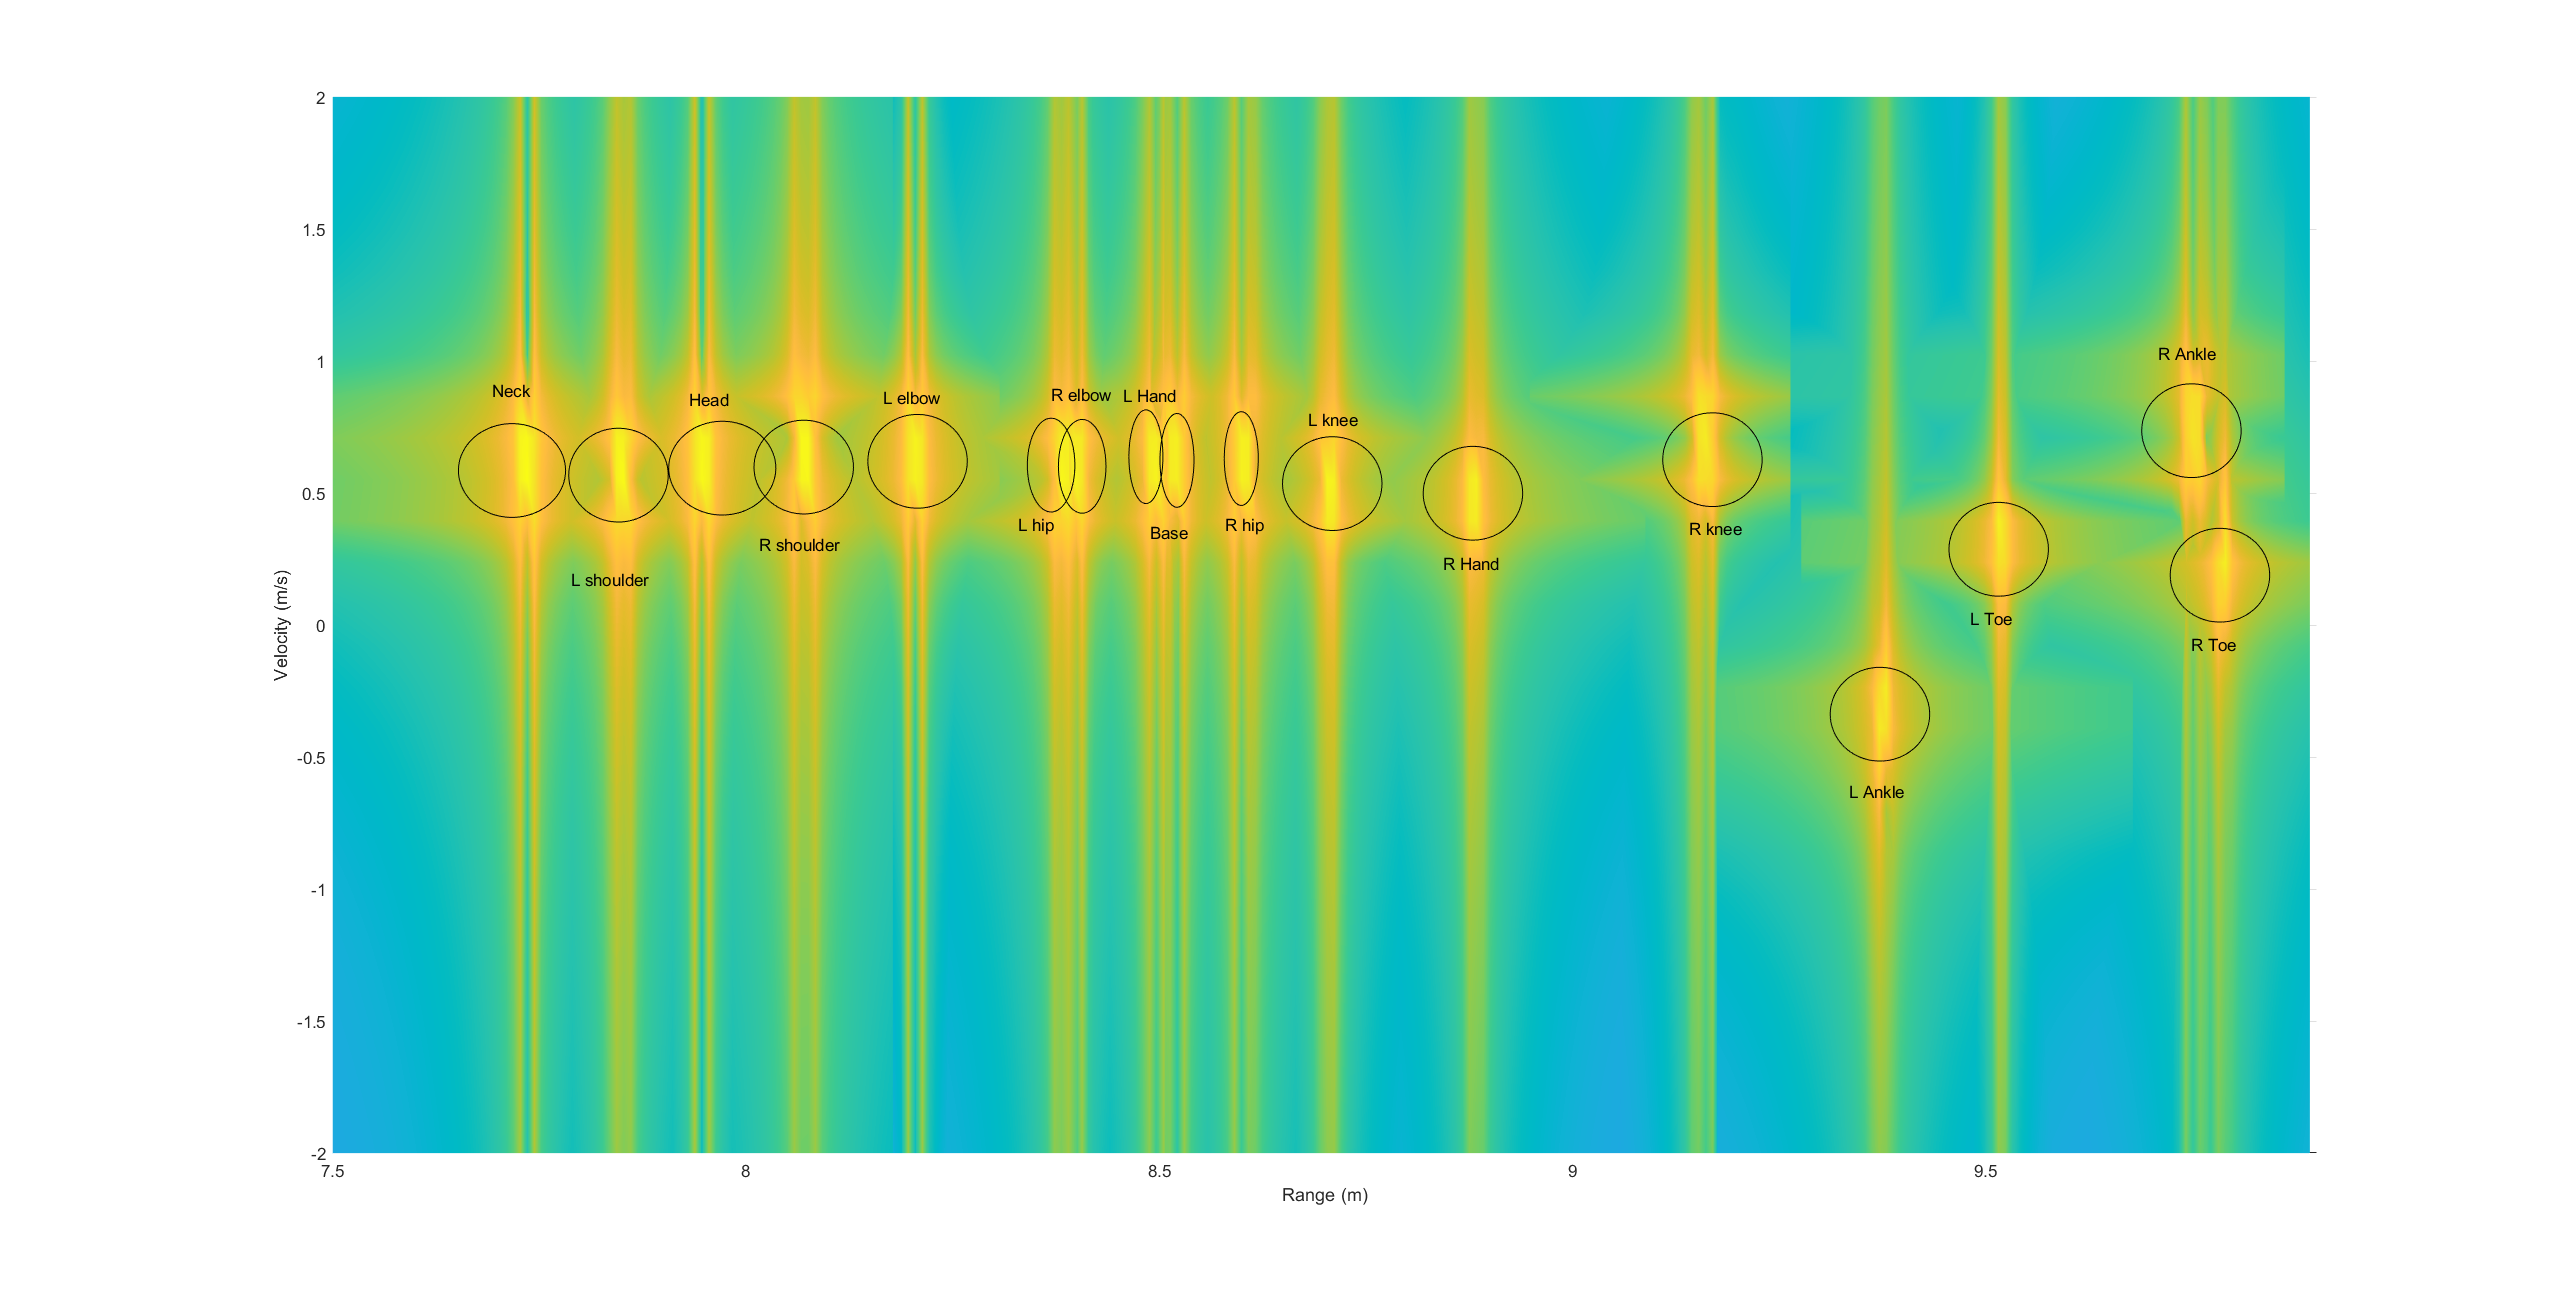 2
1.5
1
0.5
0
-0.5
-1
-1.5
-2
Velocity (m/s)
Neck
L shoulder
Head
R shoulder
L elbow
R elbow
L Hand
L hip
Base
R hip
L knee
R Hand
R knee
L Ankle
L Toe
R Ankle
R Toe
7.5
8
8.5
9
9.5
Range (m)